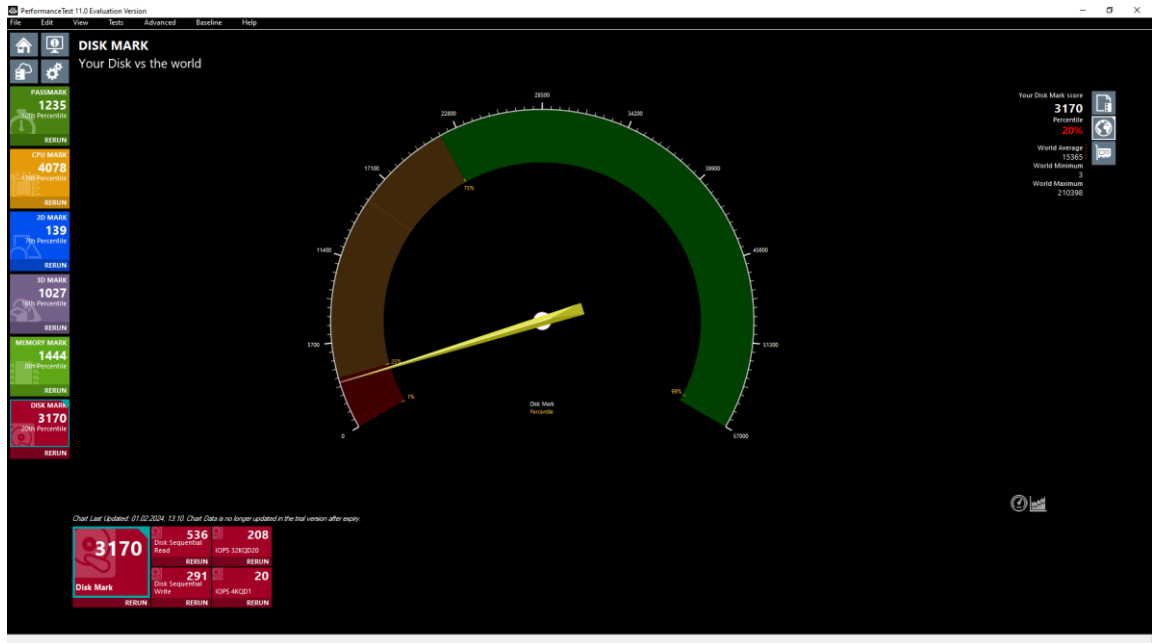 PerformanceTest 11.0 Evaluation Version
File Edit View Tests Advanced Baseline Help
DISK MARK
Your Disk vs the world
PASSMARK
1235
10th Percentile
RERUN
CPU MARK
4078
13th Percentile
RERUN
2D MARK
139
7th Percentile
RERUN
3D MARK
1027
16th Percentile
RERUN
MEMORY MARK
1444
8th Percentile
RERUN
DISK MARK
3170
20th Percentile
RERUN
0
5700
11400
17100
22800
28500
34200
39900
45600
51300
57000
1%
25%
75%
99%
Disk Mark
Percentile
Your Disk Mark score
3170
Percentile
20%
World Average
15365
World Minimum
3
World Maximum
210398
Chart Last Updated: 01.02.2024, 13:10. Chart Data is no longer updated in the trial version after expiry.
3170
Disk Mark
RERUN
536
Disk Sequential
Read
RERUN
208
IOPS 32KQD20
RERUN
291
Disk Sequential
Write
RERUN
20
IOPS 4KQD1
RERUN